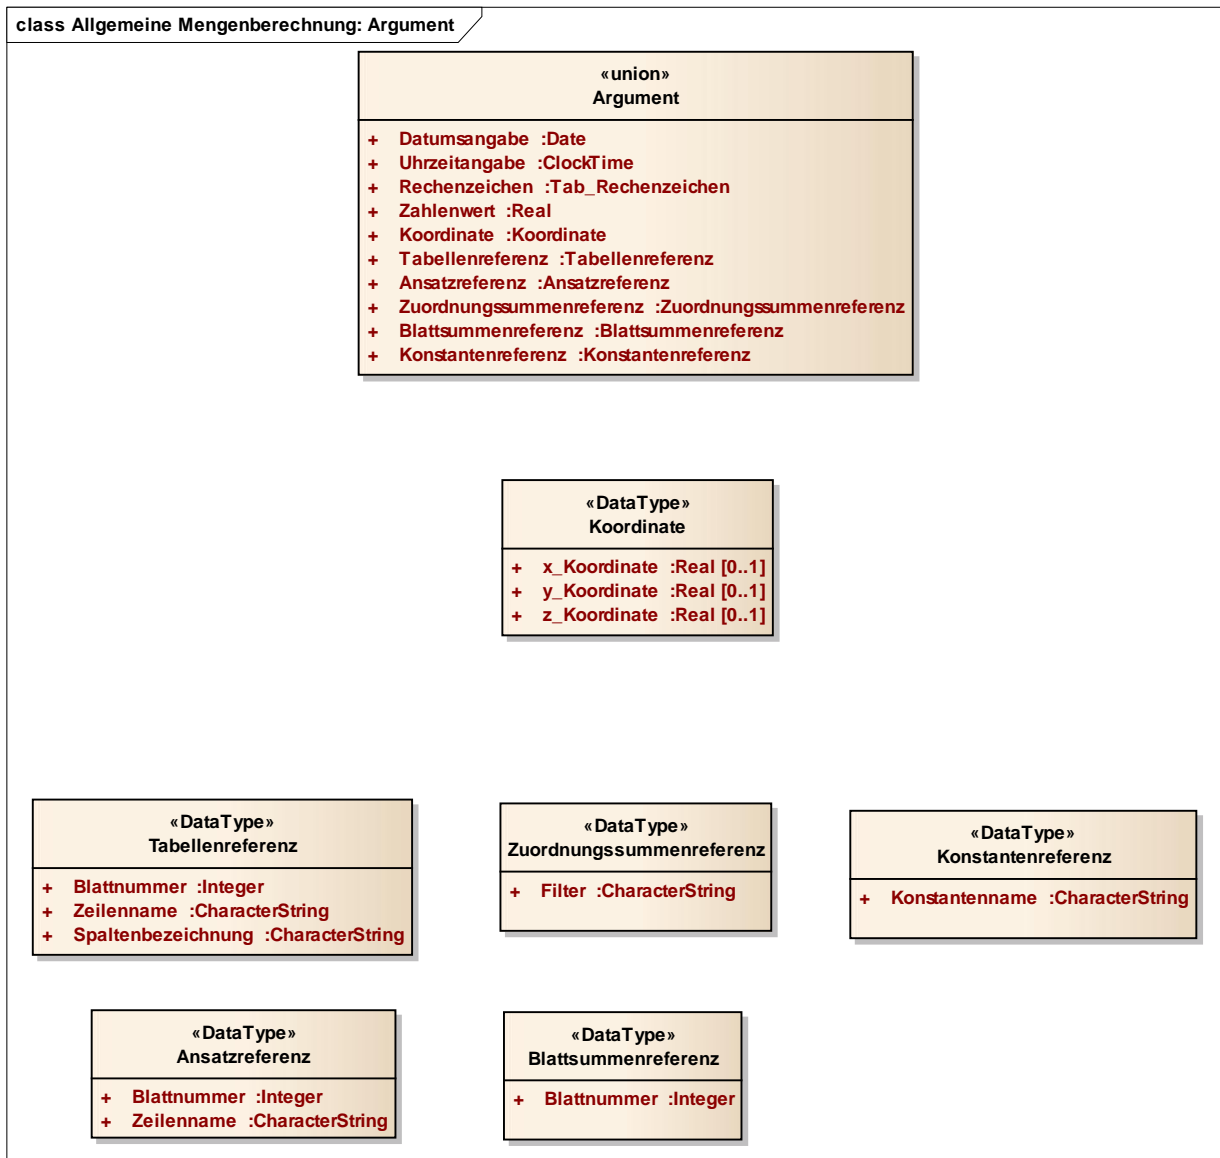 class Allgemeine Mengenberechnung: Argument
«union»
Argument
+ Datumsangabe :Date
+ Uhrzeitangabe :ClockTime
+ Rechenzeichen :Tab_Rechenzeichen
+ Zahlenwert :Real
+ Koordinate :Koordinate
+ Tabellenreferenz :Tabellenreferenz
+ Ansatzreferenz :Ansatzreferenz
+ Zuordnungssummenreferenz :Zuordnungssummenreferenz
+ Blattsummenreferenz :Blattsummenreferenz
+ Konstantenreferenz :Konstantenreferenz
«DataType»
Koordinate
+ x_Koordinate :Real [0..1]
+ y_Koordinate :Real [0..1]
+ z_Koordinate :Real [0..1]
«DataType»
Tabellenreferenz
+ Blattnummer :Integer
+ Zeilenname :CharacterString
+ Spaltenbezeichnung :CharacterString
«DataType»
Zuordnungssummenreferenz
+ Filter :CharacterString
«DataType»
Konstantenreferenz
+ Konstantenname :CharacterString
«DataType»
Ansatzreferenz
+ Blattnummer :Integer
+ Zeilenname :CharacterString
«DataType»
Blattsummenreferenz
+ Blattnummer :Integer